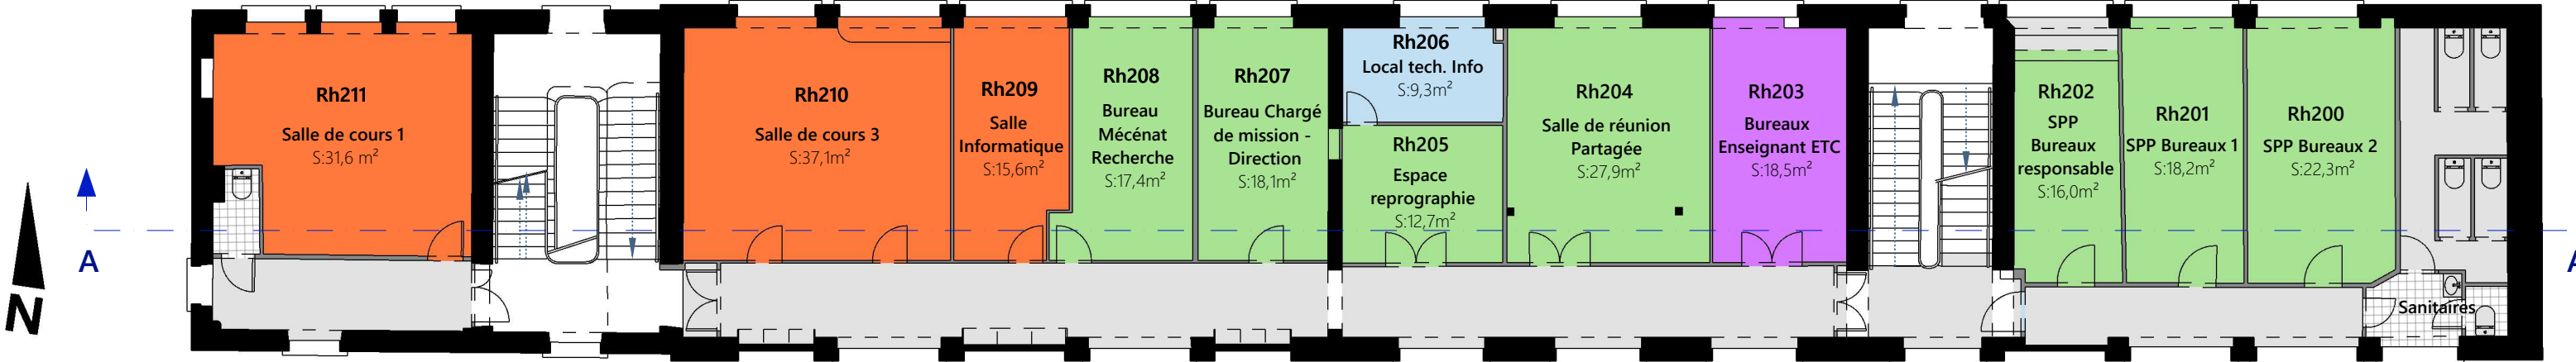 Rh211
Salle de cours 1
S:31,6 m²
Rh210
Salle de cours 3
S:37,1m²
Rh209
Salle
Informatique
S:15,6m²
Rh208
Bureau
Mécénat
Recherche
S:17,4m²
Rh207
Bureau Chargé
de mission -
Direction
S:18,1m²
Rh206
Local tech. Info
S:9,3m²
Rh205
Espace
reprographie
S:12,7m²
Rh204
Salle de réunion
Partagée
S:27,9m²
Rh203
Bureaux
Enseignant ETC
S:18,5m²
Rh202
SPP
Bureaux
responsable
S:16,0m²
Rh201
SPP Bureaux 1
S:18,2m²
Rh200
SPP Bureaux 2
S:22,3m²
Sanitaires
A
A
N